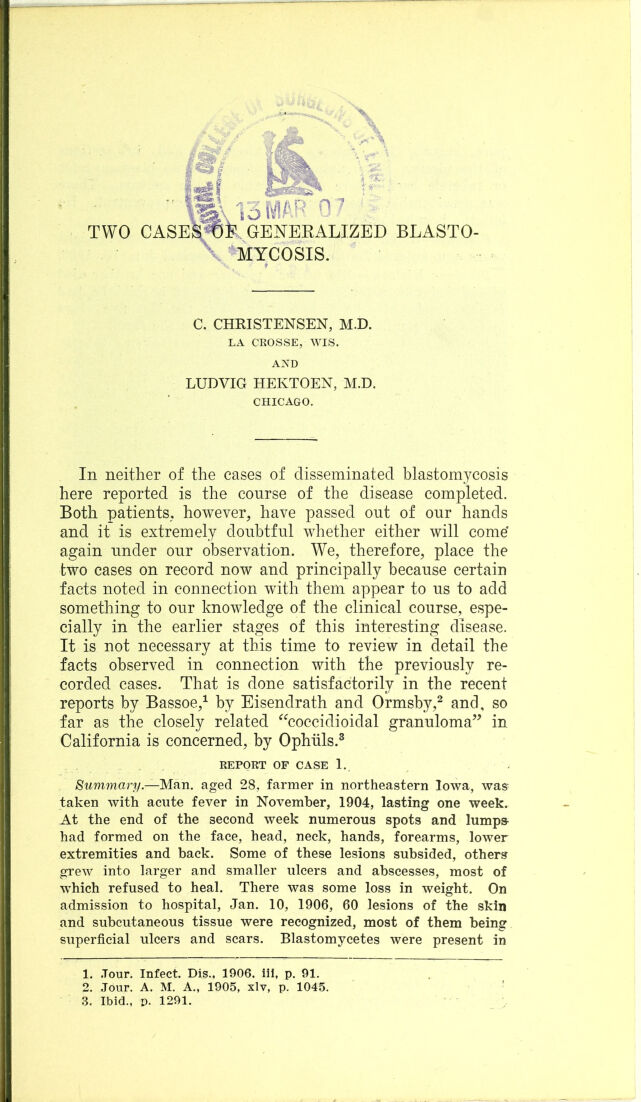 ROYAL COLLEGE OF SURGEONS OF ENGLAND
13 MAR 07
TWO CASES OF GENERALIZED BLASTO-
MYCOSIS.
C. CHRISTENSEN, M.D.
LA CROSSE, WIS.
AND
LUDVIG HEKTOEN, M.D.
CHICAGO.
In neither of the cases of disseminated blastomycosis
here reported is the course of the disease completed.
Both patients, however, have passed out of our hands
and it is extremely doubtful whether either will come
again under our observation. We, therefore, place the
two cases on record now and principally because certain
facts noted in connection with them appear to us to add
something to our knowledge of the clinical course, espe-
cially in the earlier stages of this interesting disease.
It is not necessary at this time to review in detail the
facts observed in connection with the previously re-
corded cases. That is done satisfactorily in the recent
reports by Bassoe,¹ by Eisendrath and Ormsby,² and, so
far as the closely related “coccidioidal granuloma” in
California is concerned, by Ophüls.³
REPORT OF CASE 1.
Summary.—Man. aged 28, farmer in northeastern Iowa, was
taken with acute fever in November, 1904, lasting one week.
At the end of the second week numerous spots and lumps
had formed on the face, head, neck, hands, forearms, lower
extremities and back. Some of these lesions subsided, others
grew into larger and smaller ulcers and abscesses, most of
which refused to heal. There was some loss in weight. On
admission to hospital, Jan. 10, 1906, 60 lesions of the skin
and subcutaneous tissue were recognized, most of them being
superficial ulcers and scars. Blastomycetes were present in
1. Jour. Infect. Dis., 1906. iii, p. 91.
2. Jour. A. M. A., 1905, xlv, p. 1045.
3. Ibid., p. 1291.